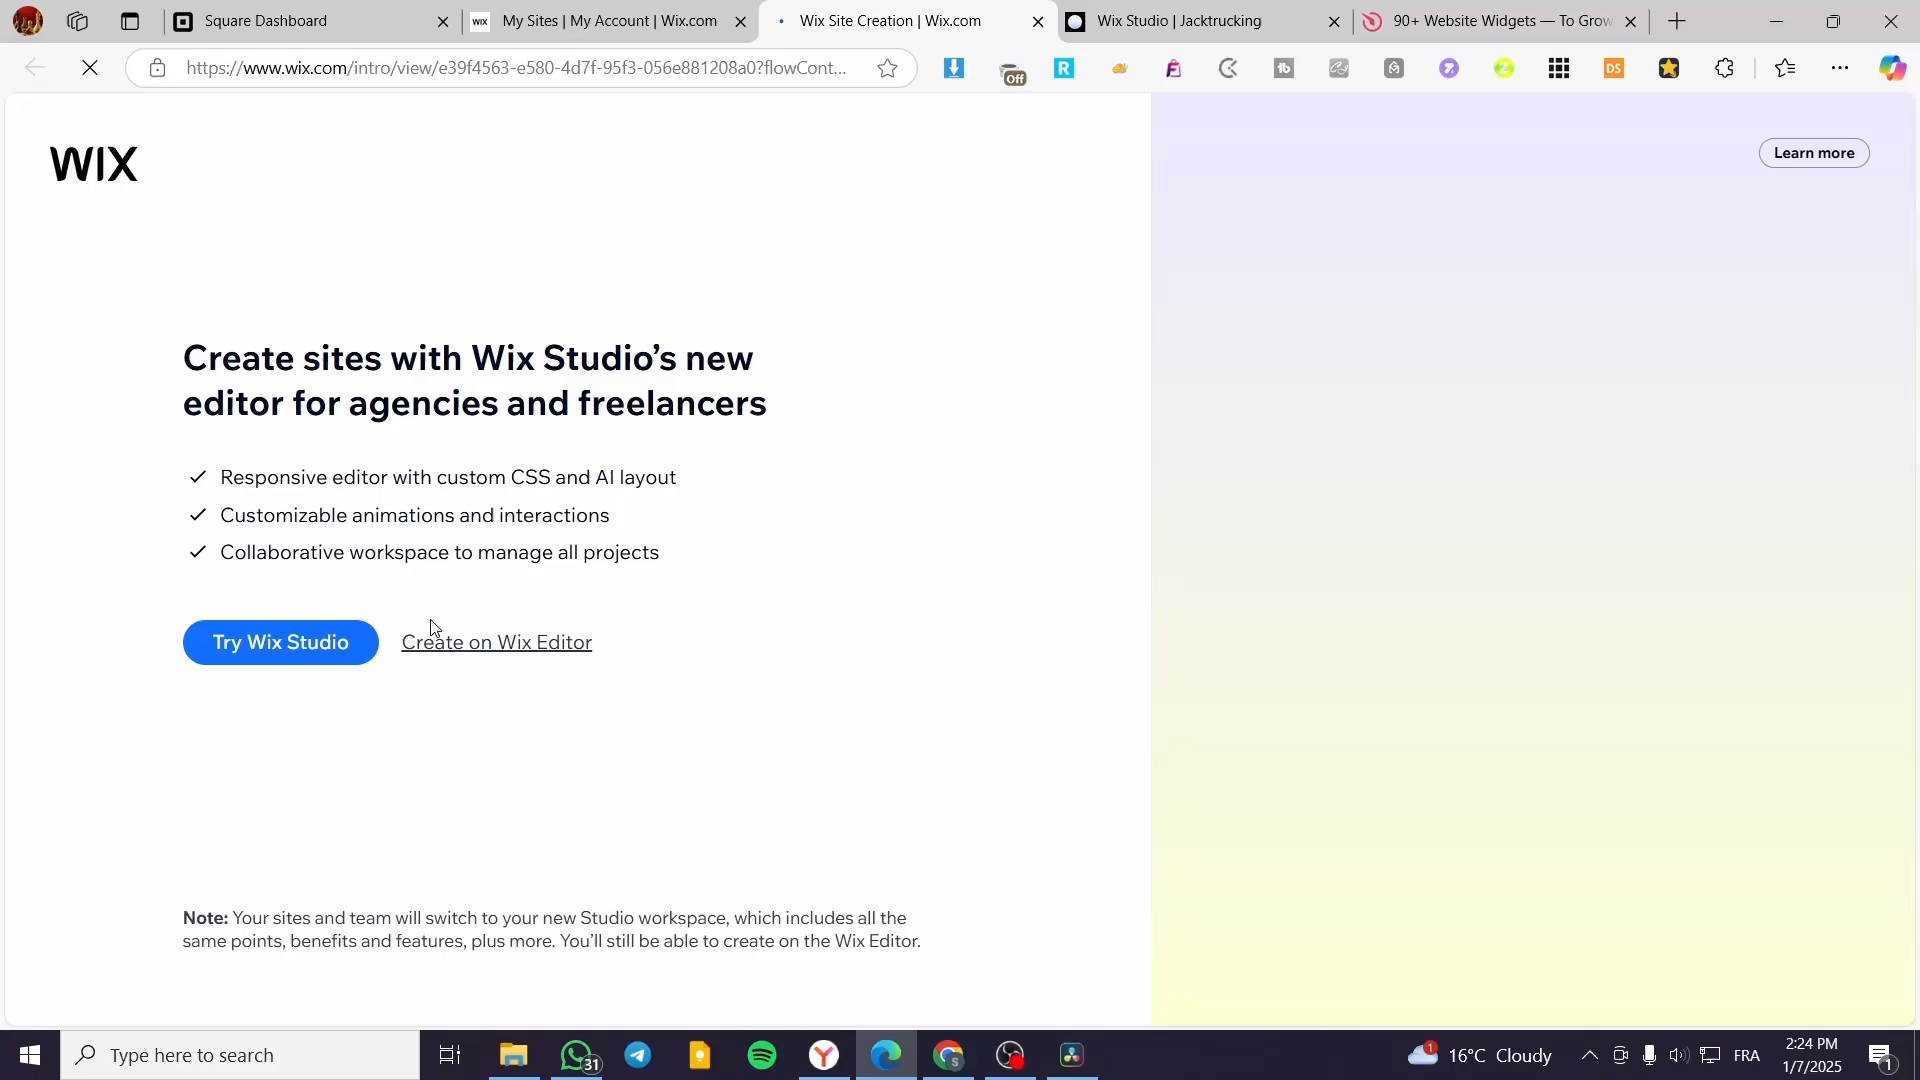 Square Dashboard
WIX My Sites | My Account | Wix.com
Wix Site Creation | Wix.com
Wix Studio | Jacktrucking
90+ Website Widgets — To Grow
https://www.wix.com/intro/view/e39f4563-e580-4d7f-95f3-056e881208a0?flowCont...
Off
R
tb
DS
WIX
Learn more
Create sites with Wix Studio’s new
editor for agencies and freelancers
Responsive editor with custom CSS and AI layout
Customizable animations and interactions
Collaborative workspace to manage all projects
Try Wix Studio
Create on Wix Editor
Note: Your sites and team will switch to your new Studio workspace, which includes all the
same points, benefits and features, plus more. You’ll still be able to create on the Wix Editor.
Type here to search
31
1
16°C Cloudy
FRA
2:24 PM
1/7/2025
1